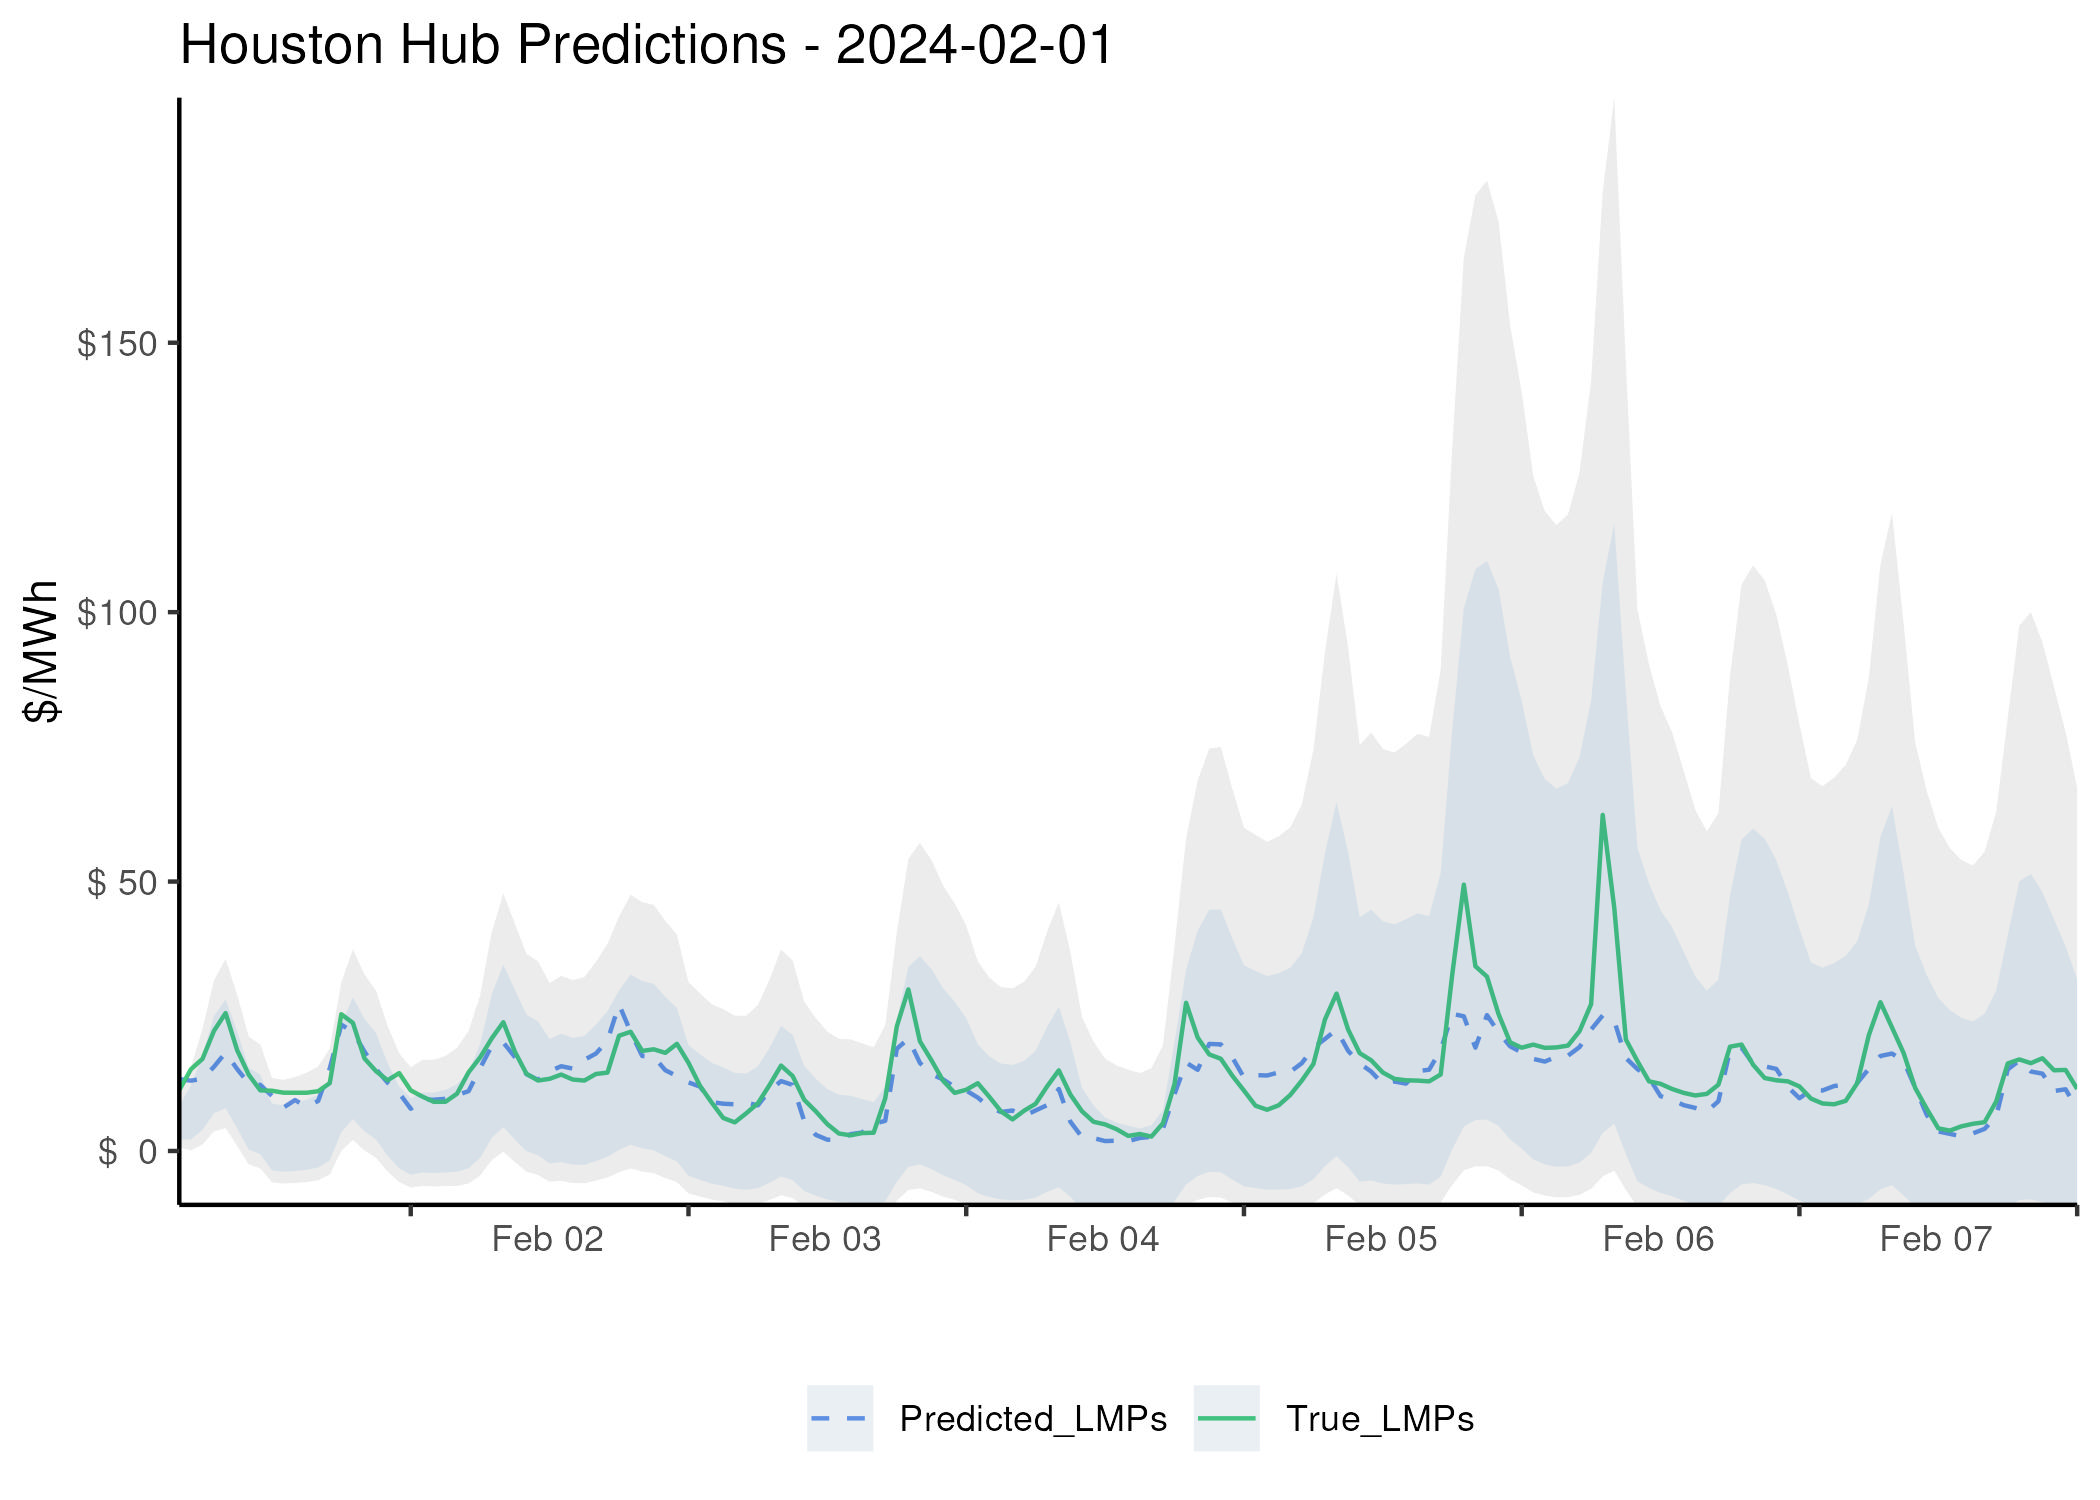 Houston Hub Predictions - 2024-02-01
$/MWh
$150
$100
$ 50
$  0
Feb 02 Feb 03 Feb 04 Feb 05 Feb 06 Feb 07
Predicted_LMPs True_LMPs